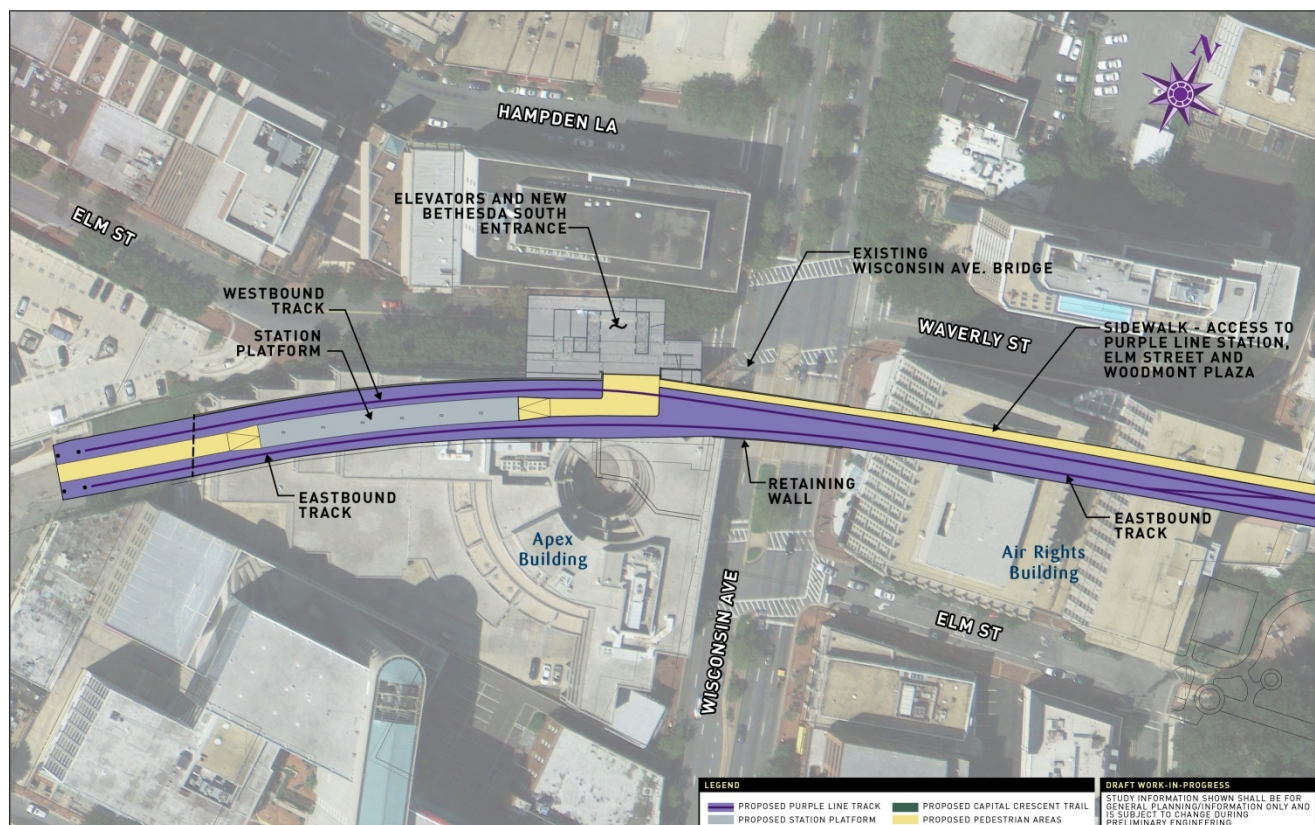 N
HAMPDEN LA
ELEVATORS AND NEW
BETHESDA SOUTH
ENTRANCE
ELM ST
EXISTING
WISCONSIN AVE. BRIDGE
WESTBOUND
TRACK
STATION
PLATFORM
WAVERLY ST
SIDEWALK - ACCESS TO
PURPLE LINE STATION,
ELM STREET AND
WOODMONT PLAZA
EASTBOUND
TRACK
RETAINING
WALL
EASTBOUND
TRACK
Apex
Building
Air Rights
Building
WISCONSIN AVE
ELM ST
LEGEND
PROPOSED PURPLE LINE TRACK
PROPOSED CAPITAL CRESCENT TRAIL
PROPOSED STATION PLATFORM
PROPOSED PEDESTRIAN AREAS
DRAFT WORK-IN-PROGRESS
STUDY INFORMATION SHOWN SHALL BE FOR
GENERAL PLANNING/INFORMATION ONLY AND
IS SUBJECT TO CHANGE DURING
PRELIMINARY ENGINEERING